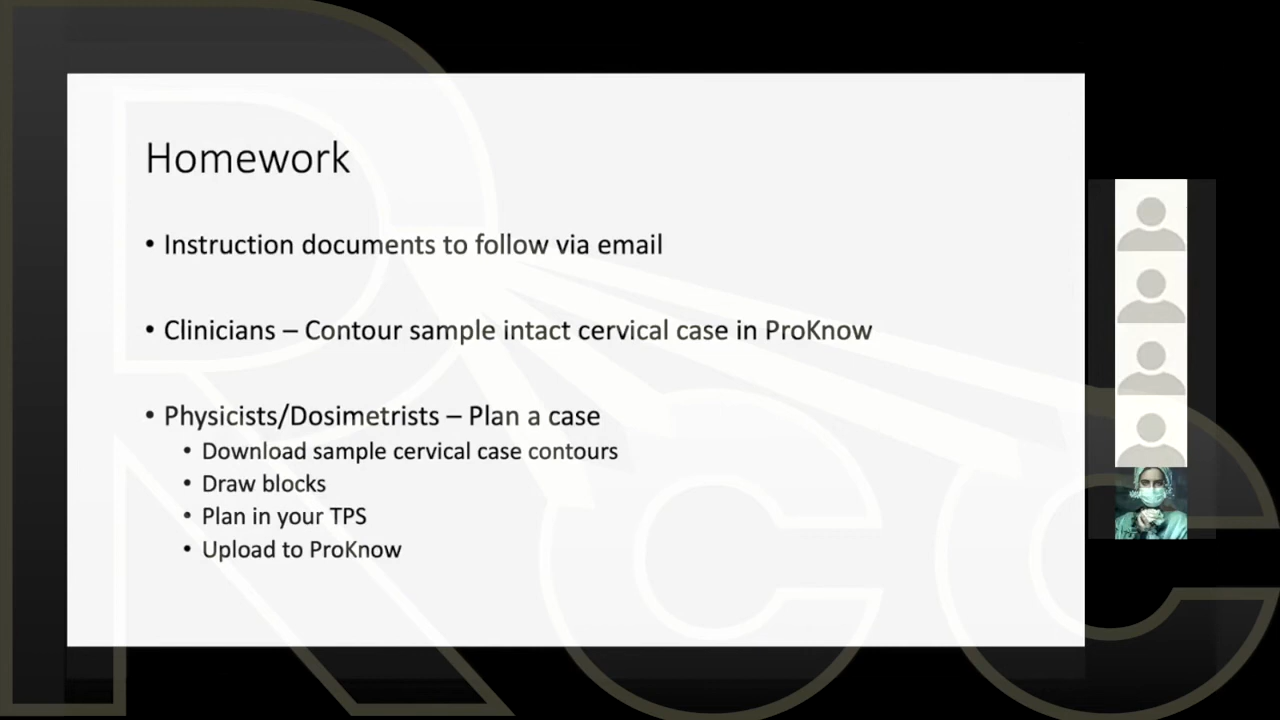 Homework
• Instruction documents to follow via email
• Clinicians – Contour sample intact cervical case in ProKnow
• Physicists/Dosimetrists – Plan a case
• Download sample cervical case contours
• Draw blocks
• Plan in your TPS
• Upload to ProKnow
Rcc